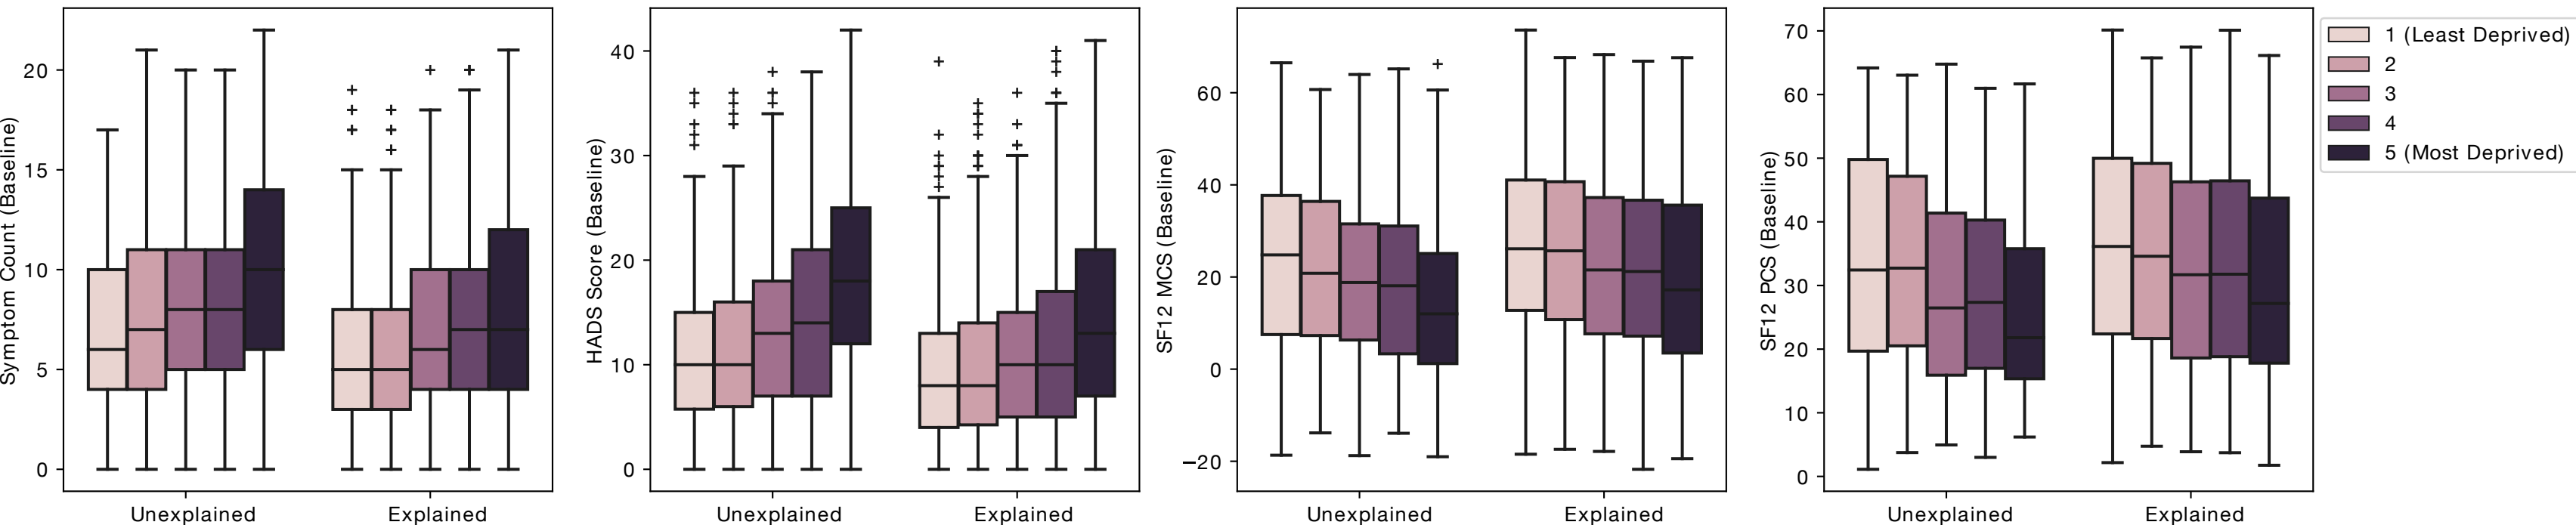 Symptom Count (Baseline)
20
15
10
5
0
Unexplained
Explained
HADS Score (Baseline)
40
30
20
10
0
Unexplained
Explained
SF12 MCS (Baseline)
60
40
20
0
−20
Unexplained
Explained
SF12 PCS (Baseline)
70
60
50
40
30
20
10
0
Unexplained
Explained
1 (Least Deprived)
2
3
4
5 (Most Deprived)